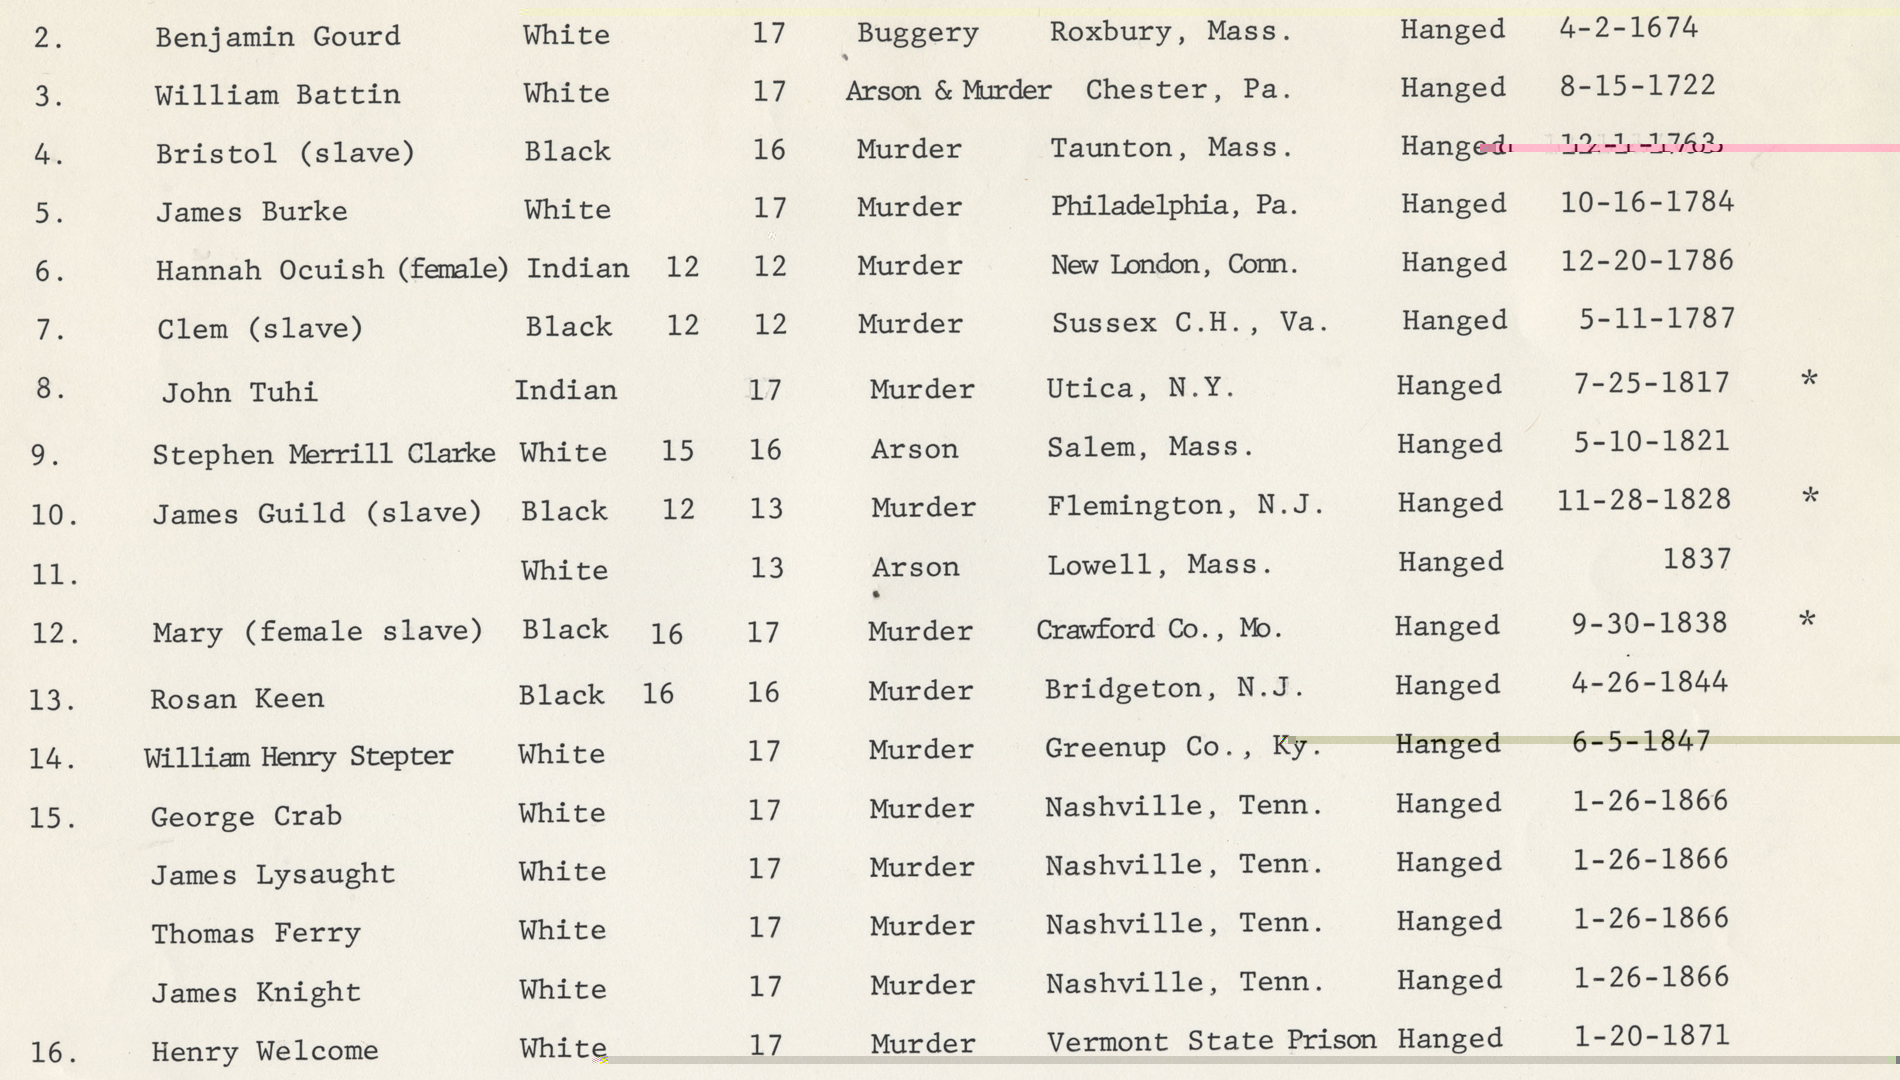 2. Benjamin Gourd White 17 Buggery Roxbury, Mass. Hanged 4-2-1674
3. William Battin White 17 Arson & Murder Chester, Pa. Hanged 8-15-1722
4. Bristol (slave) Black 16 Murder Taunton, Mass. Hanged 12-1-1763
5. James Burke White 17 Murder Philadelphia, Pa. Hanged 10-16-1784
6. Hannah Ocuish (female) Indian 12 12 Murder New London, Conn. Hanged 12-20-1786
7. Clem (slave) Black 12 12 Murder Sussex C.H., Va. Hanged 5-11-1787
8. John Tuhi Indian 17 Murder Utica, N.Y. Hanged 7-25-1817 *
9. Stephen Merrill Clarke White 15 16 Arson Salem, Mass. Hanged 5-10-1821
10. James Guild (slave) Black 12 13 Murder Flemington, N.J. Hanged 11-28-1828 *
11. White 13 Arson Lowell, Mass. Hanged 1837
12. Mary (female slave) Black 16 17 Murder Crawford Co., Mo. Hanged 9-30-1838 *
13. Rosan Keen Black 16 16 Murder Bridgeton, N.J. Hanged 4-26-1844
14. William Henry Stepter White 17 Murder Greenup Co., Ky. Hanged 6-5-1847
15. George Crab White 17 Murder Nashville, Tenn. Hanged 1-26-1866
James Lysaught White 17 Murder Nashville, Tenn. Hanged 1-26-1866
Thomas Ferry White 17 Murder Nashville, Tenn. Hanged 1-26-1866
James Knight White 17 Murder Nashville, Tenn. Hanged 1-26-1866
16. Henry Welcome White 17 Murder Vermont State Prison Hanged 1-20-1871